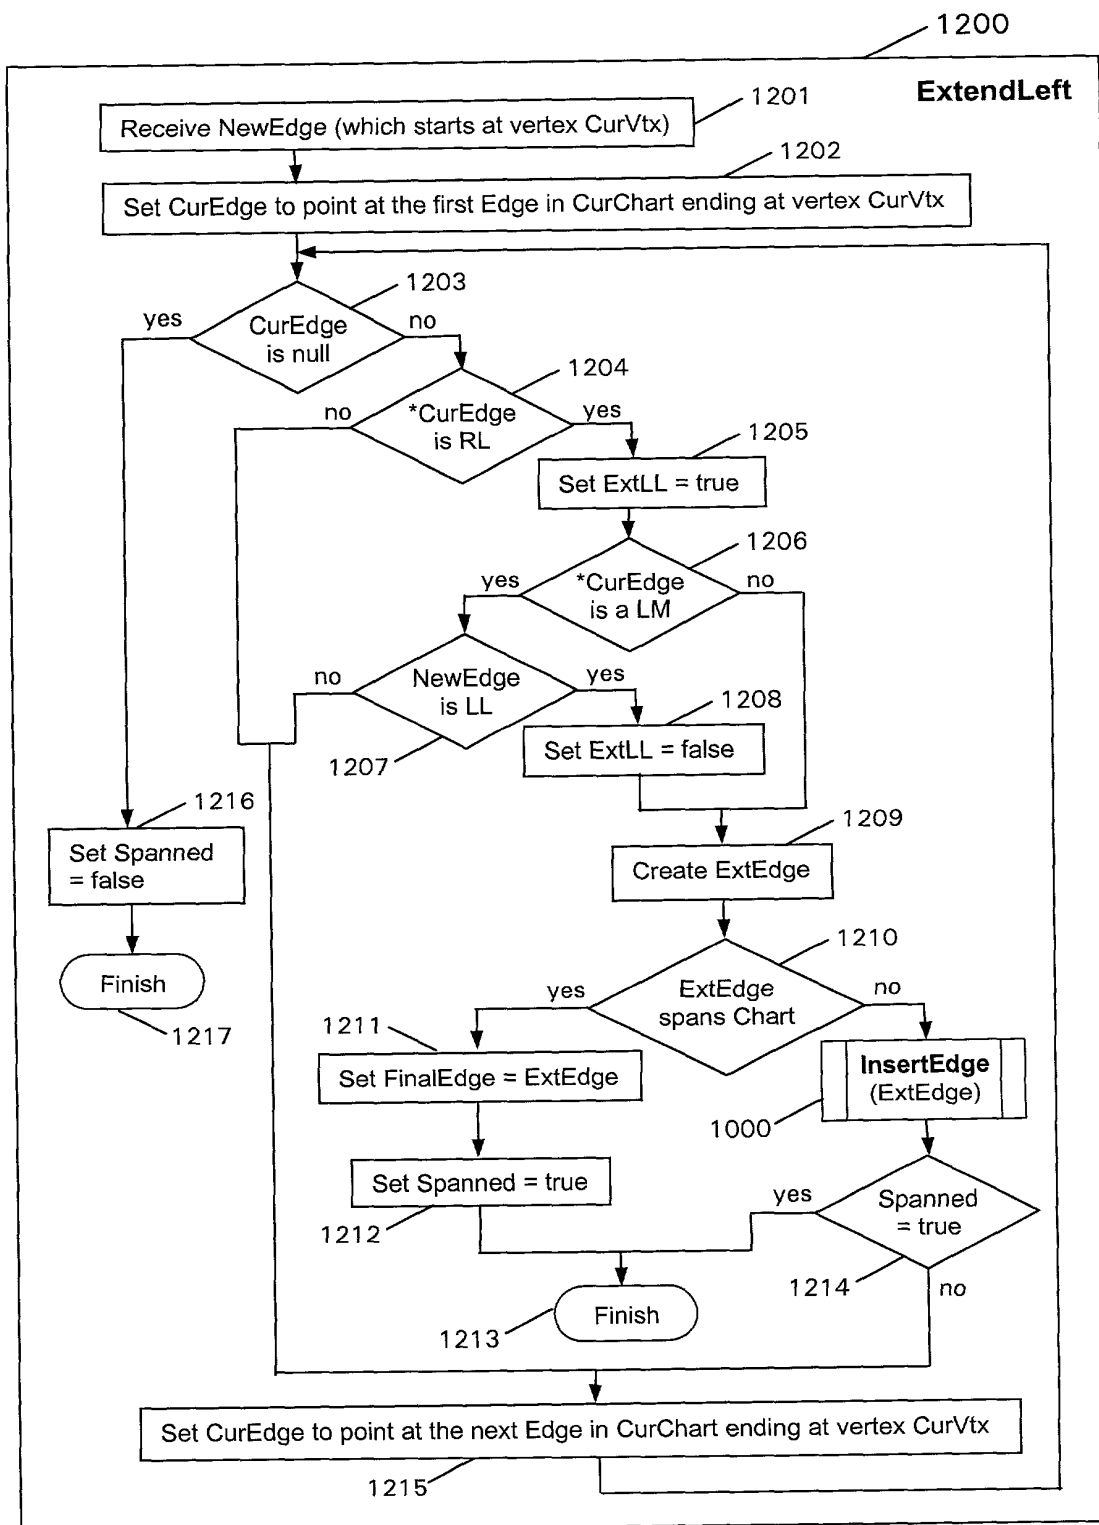 1200
ExtendLeft
1201
Receive NewEdge (which starts at vertex CurVtx)
1202
Set CurEdge to point at the first Edge in CurChart ending at vertex CurVtx
1203
yes
CurEdge
is null
no
1204
no
*CurEdge
is RL
yes
1205
Set ExtLL = true
1206
yes
*CurEdge
is a LM
no
no
NewEdge
is LL
yes
1208
1207
Set ExtLL = false
1216
Set Spanned
= false
1209
Create ExtEdge
1210
Finish
1217
yes
ExtEdge
spans Chart
no
1211
Set FinalEdge = ExtEdge
InsertEdge
(ExtEdge)
1000
Set Spanned = true
1212
yes
Spanned
= true
1214
no
Finish
1213
Set CurEdge to point at the next Edge in CurChart ending at vertex CurVtx
1215